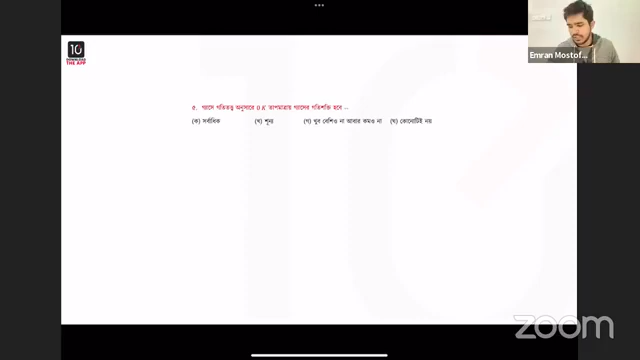 •••
10
DOWNLOAD
THE APP
Emran Mostof...
৫. গ্যাসে গতিতত্ত্ব অনুসারে 0 K তাপমাত্রায় গ্যাসের গতিশক্তি হবে –
(ক) সর্বাধিক (খ) শূন্য (গ) খুব বেশিও না আবার কমও না (ঘ) কোনোটিই নয়
zoom